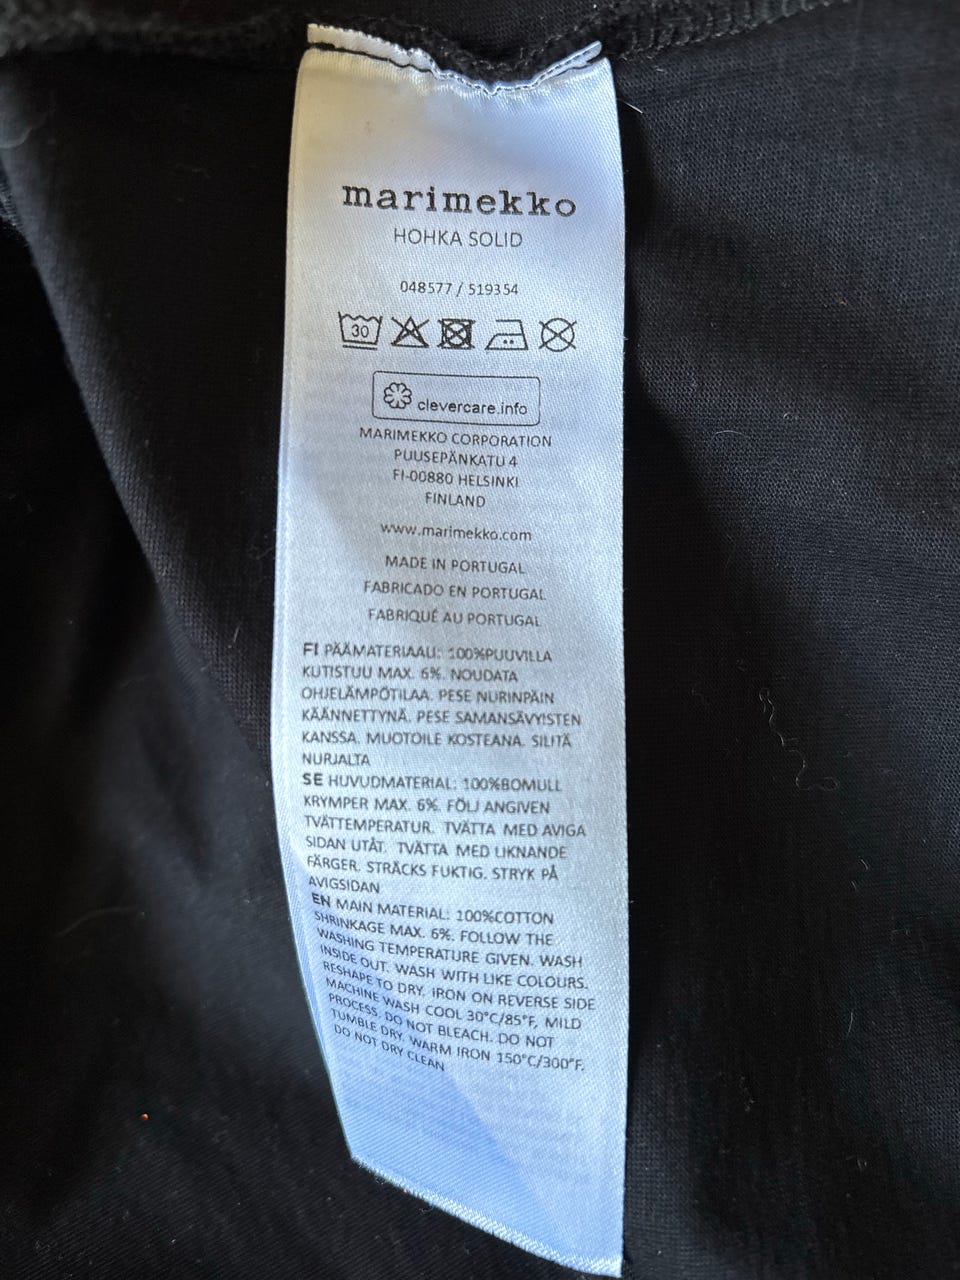 marimekko
HOHKA SOLID
048577 / 519354
30
clevercare.info
MARIMEKKO CORPORATION
PUUSEPÄNKATU 4
FI-00880 HELSINKI
FINLAND
www.marimekko.com
MADE IN PORTUGAL
FABRICADO EN PORTUGAL
FABRIQUÉ AU PORTUGAL
FI PÄÄMATERIAALI: 100%PUUVILLA
KUTISTUU MAX. 6%. NOUDATA
OHJELÄMPÖTILAA. PESE NURINPÄIN
KÄÄNNETTYNÄ. PESE SAMANSÄVYISTEN
KANSSA. MUOTOILE KOSTEANA. SILITÄ
NURJALTA
SE HUVUDMATERIAL: 100%BOMULL
KRYMPER MAX. 6%. FÖLJ ANGIVEN
TVÄTTEMPERATUR. TVÄTTA MED AVIGA
SIDAN UTÅT. TVÄTTA MED LIKNANDE
FÄRGER. STRÄCKS FUKTIG. STRYK PÅ
AVIGSIDAN
EN MAIN MATERIAL: 100%COTTON
SHRINKAGE MAX. 6%. FOLLOW THE
WASHING TEMPERATURE GIVEN. WASH
INSIDE OUT. WASH WITH LIKE COLOURS.
RESHAPE TO DRY. IRON ON REVERSE SIDE
MACHINE WASH COOL 30°C/85°F, MILD
PROCESS. DO NOT BLEACH. DO NOT
TUMBLE DRY. WARM IRON 150°C/300°F.
DO NOT DRY CLEAN